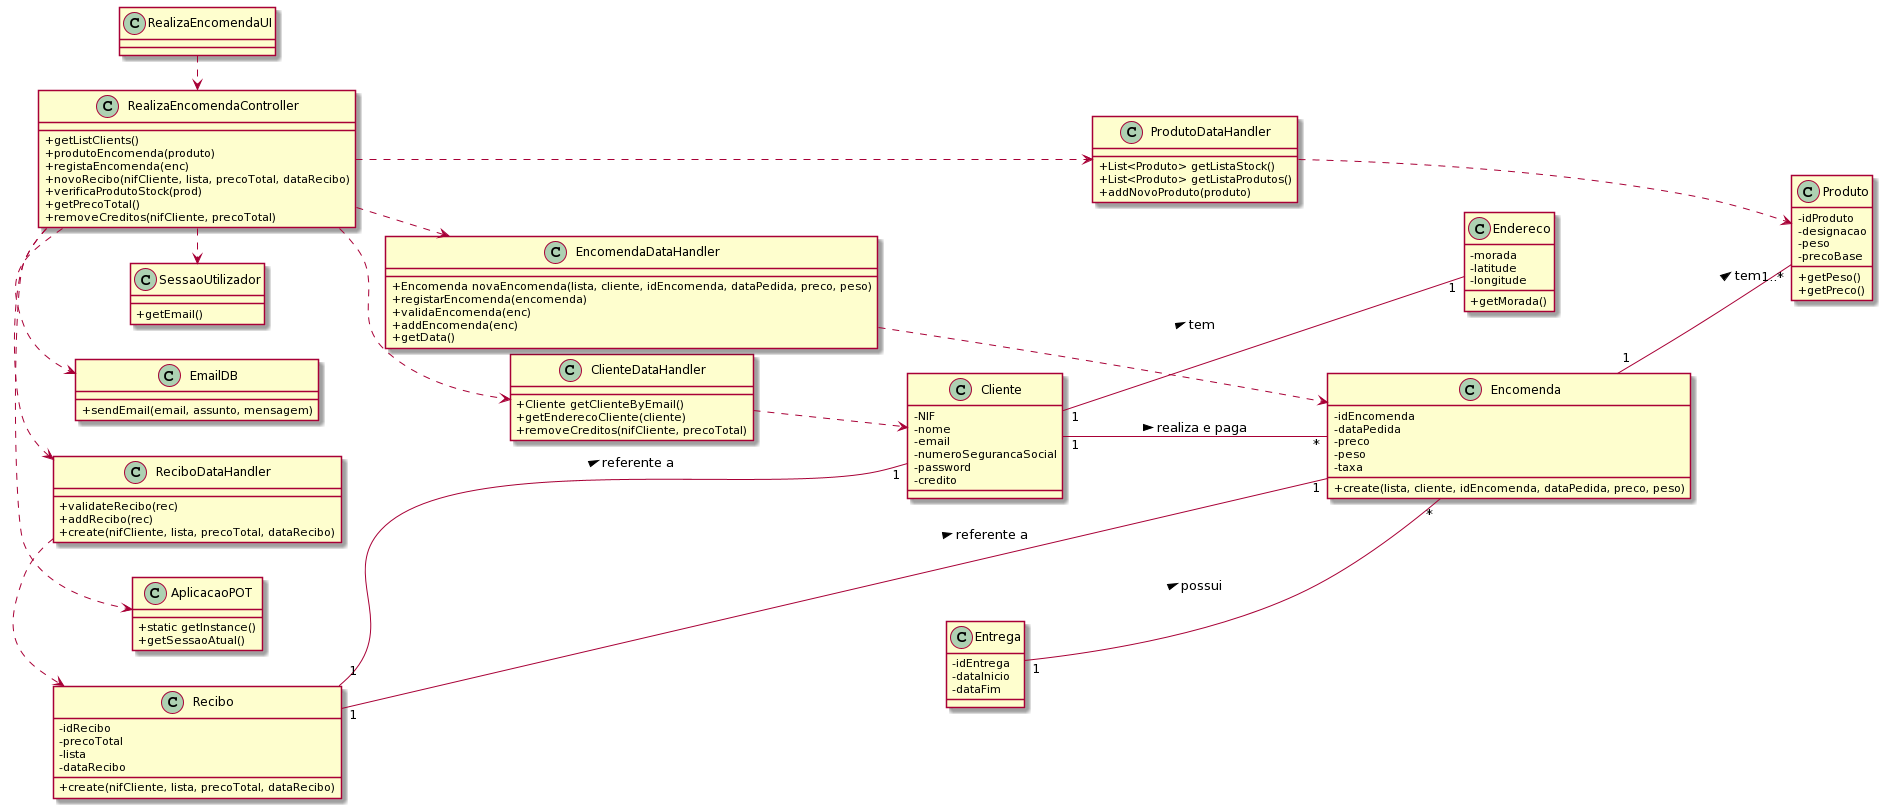 C RealizaEncomendaUI
C RealizaEncomendaController
+getListClients()
+produtoEncomenda(produto)
+registaEncomenda(enc)
+novoRecibo(nifCliente, lista, precoTotal, dataRecibo)
+verificaProdutoStock(prod)
+getPrecoTotal()
+removeCreditos(nifCliente, precoTotal)
C SessaoUtilizador
+getEmail()
C EmailDB
+sendEmail(email, assunto, mensagem)
C ReciboDataHandler
+validateRecibo(rec)
+addRecibo(rec)
+create(nifCliente, lista, precoTotal, dataRecibo)
C AplicacaoPOT
+static getInstance()
+getSessaoAtual()
C Recibo
-idRecibo
-precoTotal
-lista
-dataRecibo
+create(nifCliente, lista, precoTotal, dataRecibo)
C EncomendaDataHandler
+Encomenda novaEncomenda(lista, cliente, idEncomenda, dataPedida, preco, peso)
+registarEncomenda(encomenda)
+validaEncomenda(enc)
+addEncomenda(enc)
+getData()
C ClienteDataHandler
+Cliente getClienteByEmail()
+getEnderecoCliente(cliente)
+removeCreditos(nifCliente, precoTotal)
C ProdutoDataHandler
+List<Produto> getListaStock()
+List<Produto> getListaProdutos()
+addNovoProduto(produto)
C Cliente
-NIF
-nome
-email
-numeroSegurancaSocial
-password
-credito
C Entrega
-idEntrega
-dataInicio
-dataFim
C Endereco
-morada
-latitude
-longitude
+getMorada()
C Encomenda
-idEncomenda
-dataPedida
-preco
-peso
-taxa
+create(lista, cliente, idEncomenda, dataPedida, preco, peso)
C Produto
-idProduto
-designacao
-peso
-precoBase
+getPeso()
+getPreco()
referente a
1
1
referente a
1
1
tem
1
1
realiza e paga
1
*
possui
1
*
tem
1
1..*